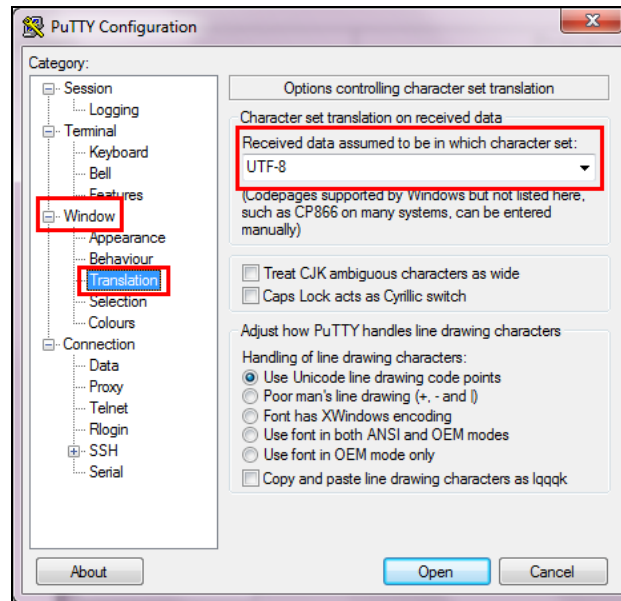 PuTTY Configuration
Category:
Session
Logging
Terminal
Keyboard
Bell
Features
Window
Appearance
Behaviour
Translation
Selection
Colours
Connection
Data
Proxy
Telnet
Rlogin
SSH
Serial
Options controlling character set translation
Character set translation on received data
Received data assumed to be in which character set:
UTF-8
(Codepages supported by Windows but not listed here,
such as CP866 on many systems, can be entered
manually)
Treat CJK ambiguous characters as wide
Caps Lock acts as Cyrillic switch
Adjust how PuTTY handles line drawing characters
Handling of line drawing characters:
Use Unicode line drawing code points
Poor man's line drawing (+, - and |)
Font has XWindows encoding
Use font in both ANSI and OEM modes
Use font in OEM mode only
Copy and paste line drawing characters as lqqqk
About
Open
Cancel